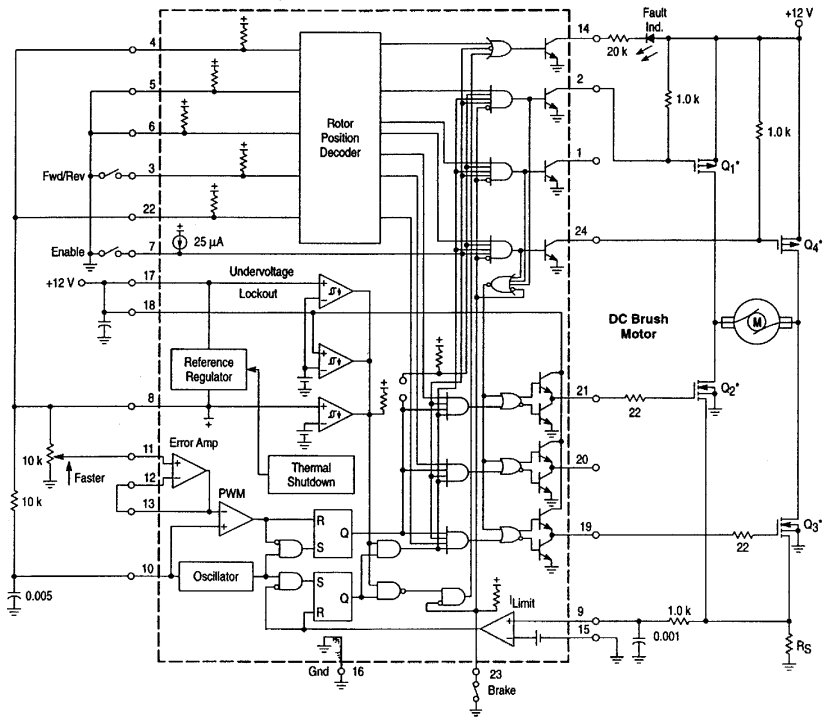 14
Fault
Ind.
+12 V
4
20 k
2
5
Rotor
Position
Decoder
1.0 k
1.0 k
6
Fwd/Rev
3
1
Q1*
22
24
Q4*
Enable
7
25 μA
+12 V
17
Undervoltage
Lockout
18
DC Brush
Motor
M
Reference
Regulator
21
Q2*
8
22
11
Error Amp
10 k
Faster
12
Thermal
Shutdown
20
13
PWM
10 k
R
Q
S
19
Q3*
22
10
Oscillator
S
Q
R
0.005
ILimit
9
1.0 k
15
0.001
RS
Gnd
16
23
Brake